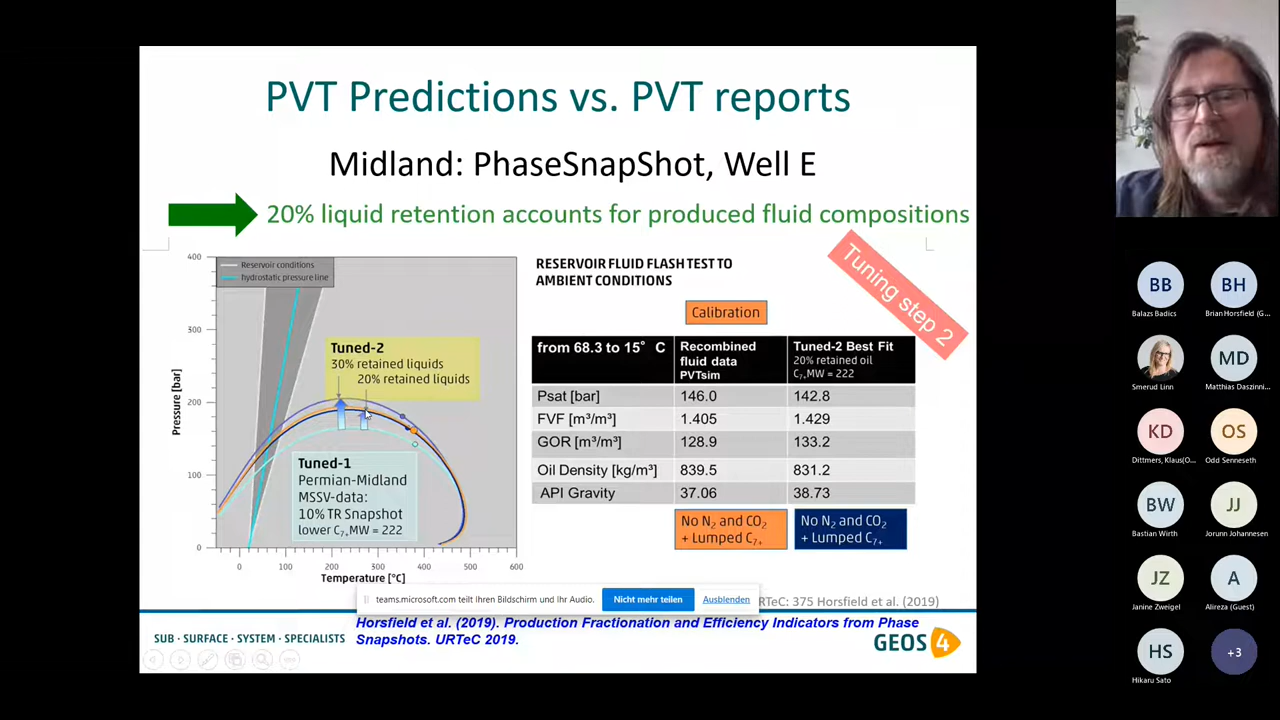 PVT Predictions vs. PVT reports
Midland: PhaseSnapShot, Well E
20% liquid retention accounts for produced fluid compositions
Tuning step 2
400
300
200
100
0
Pressure [bar]
Reservoir conditions
hydrostatic pressure line
Tuned-2
30% retained liquids
20% retained liquids
Tuned-1
Permian-Midland
MSSV-data:
10% TR Snapshot
lower C₇₊MW = 222
0 100 200 300 400 500 600
Temperature [°C]
RESERVOIR FLUID FLASH TEST TO
AMBIENT CONDITIONS
Calibration
from 68.3 to 15° C
Recombined
fluid data
PVTsim
Tuned-2 Best Fit
20% retained oil
C₇₊MW = 222
Psat [bar] 146.0 142.8
FVF [m³/m³] 1.405 1.429
GOR [m³/m³] 128.9 133.2
Oil Density [kg/m³] 839.5 831.2
API Gravity 37.06 38.73
No N₂ and CO₂
+ Lumped C₇₊
No N₂ and CO₂
+ Lumped C₇₊
teams.microsoft.com teilt Ihren Bildschirm und Ihr Audio.
Nicht mehr teilen
Ausblenden
RTeC: 375 Horsfield et al. (2019)
Horsfield et al. (2019). Production Fractionation and Efficiency Indicators from Phase
Snapshots. URTeC 2019.
SUB · SURFACE · SYSTEM · SPECIALISTS
GEOS 4
BB
Balazs Badics
BH
Brian Horsfield (G...
Smerud Linn
MD
Matthias Daszinni...
KD
Dittmers, Klaus(O...
OS
Odd Senneseth
BW
Bastian Wirth
JJ
Jorunn Johannesen
JZ
Janine Zweigel
A
Alireza (Guest)
HS
Hikaru Sato
+3